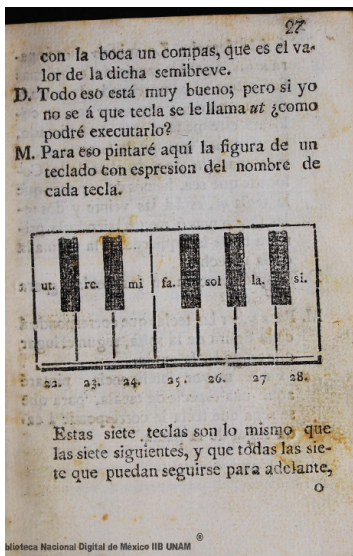 27
con la boca un compas, que es el va-
lor de la dicha semibreve.
D. Todo eso está muy bueno; pero si yo
no se á que tecla se le llama ut ¿como
podré executarlo?
M. Para eso pintaré aquí la figura de un
teclado con espresion del nombre de
cada tecla.
ut. re. mi fa. sol la. si.
22. 23. 24. 25. 26. 27 28.
Estas siete teclas son lo mismo que
las siete siguientes, y que todas las sie-
te que puedan seguirse para adelante,
o
blioteca Nacional Digital de México IIB UNAM ®